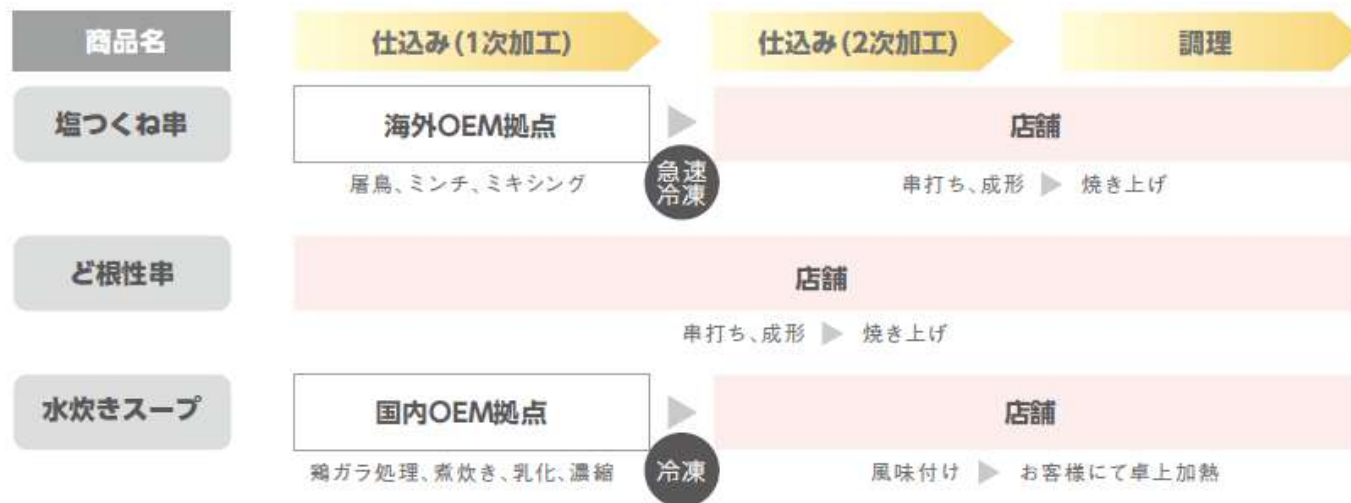 商品名
仕込み(1次加工)
仕込み(2次加工)
調理
塩つくね串
海外OEM拠点
店舗
屠鳥、ミンチ、ミキシング
急速
冷凍
串打ち、成形 ▶ 焼き上げ
ど根性串
店舗
串打ち、成形 ▶ 焼き上げ
水炊きスープ
国内OEM拠点
店舗
鶏ガラ処理、煮炊き、乳化、濃縮
冷凍
風味付け ▶ お客様にて卓上加熱